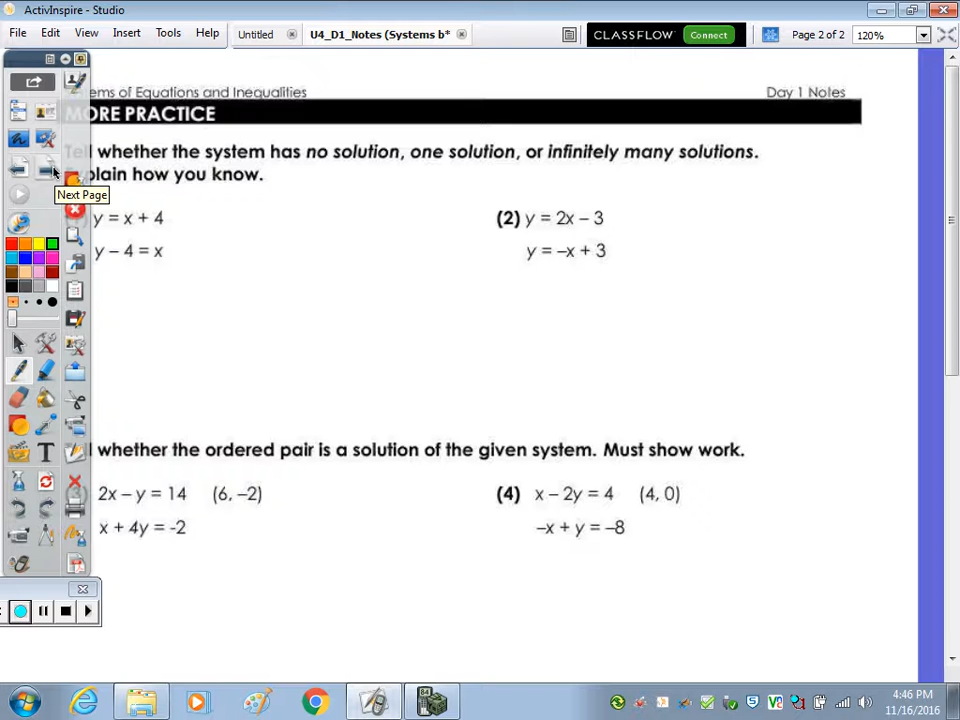 ActivInspire - Studio
File Edit View Insert Tools Help Untitled U4_D1_Notes (Systems b* CLASSFLOW Connect Page 2 of 2 120%
ems of Equations and Inequalities Day 1 Notes
MORE PRACTICE
Tell whether the system has no solution, one solution, or infinitely many solutions.
plain how you know.
Next Page
y = x + 4 (2) y = 2x – 3
y – 4 = x y = –x + 3
ll whether the ordered pair is a solution of the given system. Must show work.
(3) 2x – y = 14 (6, –2) (4) x – 2y = 4 (4, 0)
x + 4y = -2 –x + y = –8
4:46 PM
11/16/2016